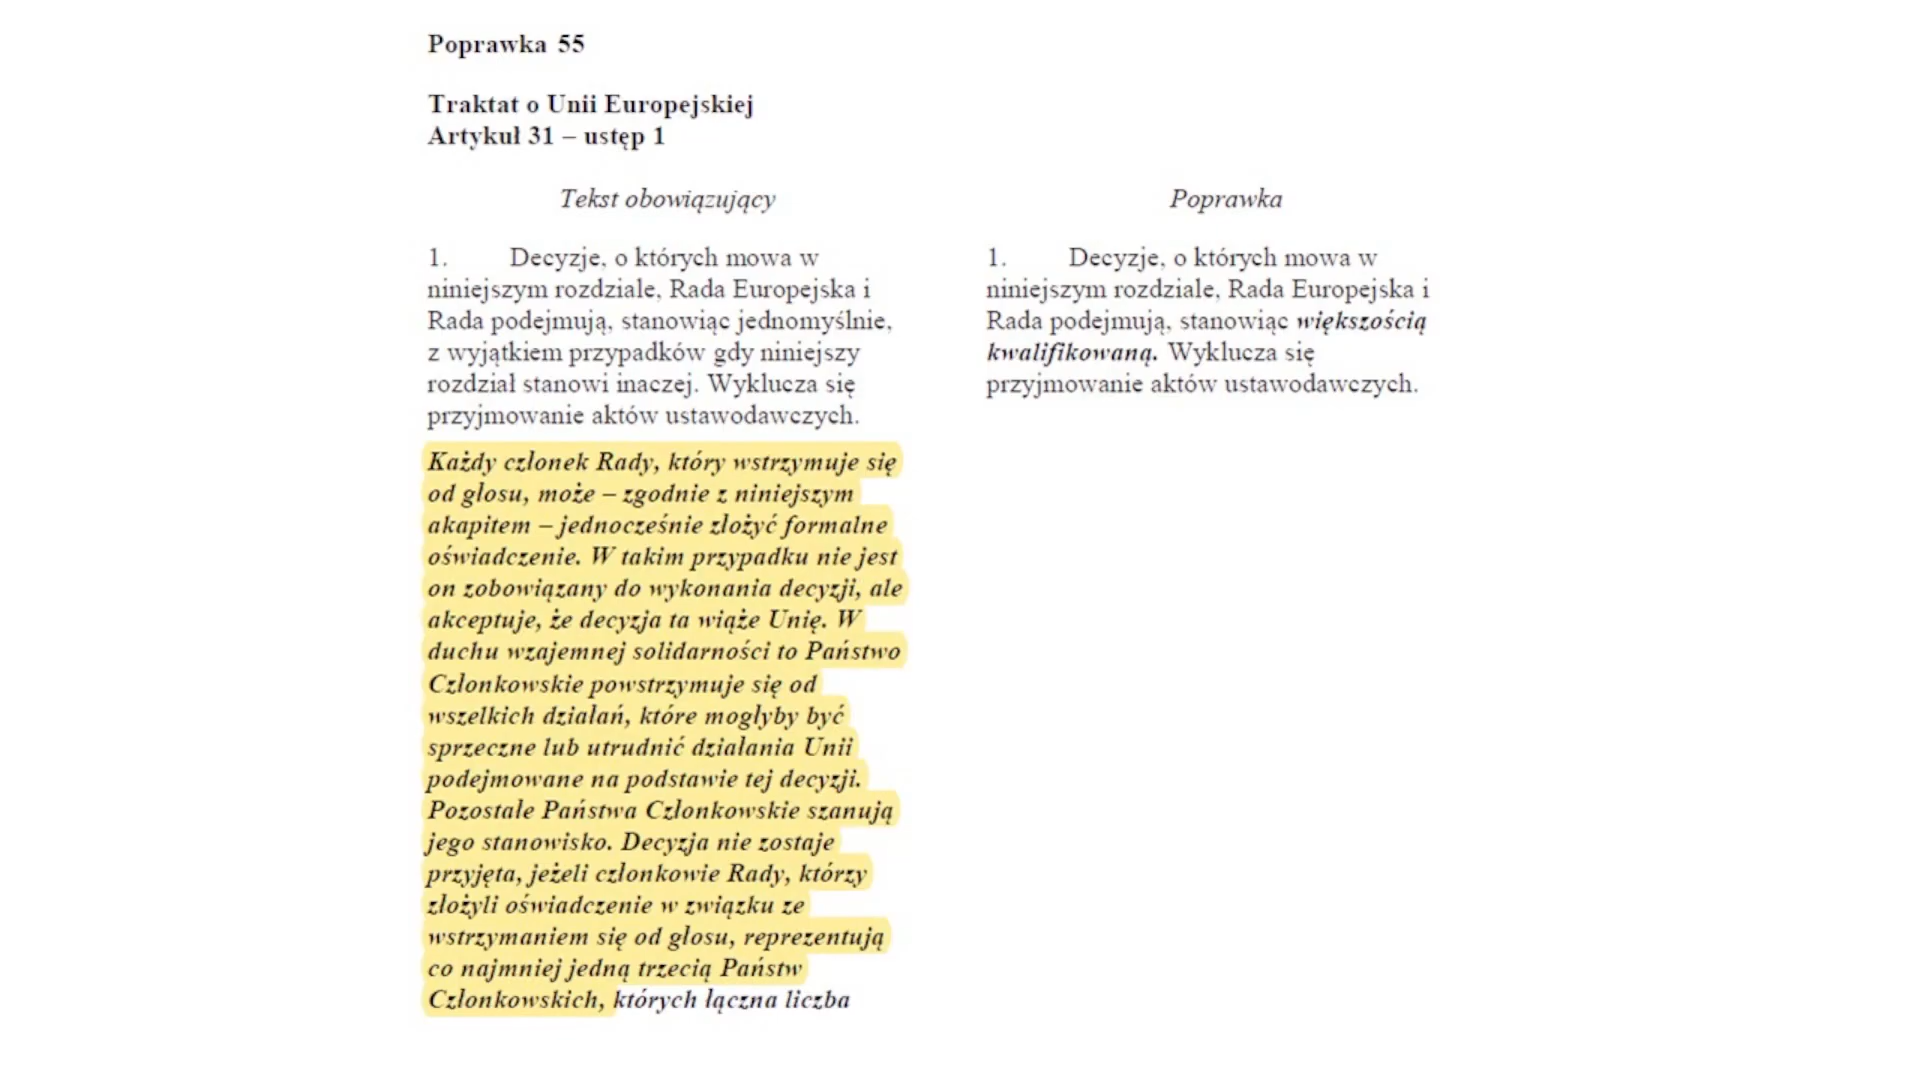 Poprawka 55
Traktat o Unii Europejskiej
Artykuł 31 – ustęp 1
Tekst obowiązujący
1. Decyzje, o których mowa w
niniejszym rozdziale, Rada Europejska i
Rada podejmują, stanowiąc jednomyślnie,
z wyjątkiem przypadków gdy niniejszy
rozdział stanowi inaczej. Wyklucza się
przyjmowanie aktów ustawodawczych.
Każdy członek Rady, który wstrzymuje się
od głosu, może – zgodnie z niniejszym
akapitem – jednocześnie złożyć formalne
oświadczenie. W takim przypadku nie jest
on zobowiązany do wykonania decyzji, ale
akceptuje, że decyzja ta wiąże Unię. W
duchu wzajemnej solidarności to Państwo
Członkowskie powstrzymuje się od
wszelkich działań, które mogłyby być
sprzeczne lub utrudnić działania Unii
podejmowane na podstawie tej decyzji.
Pozostałe Państwa Członkowskie szanują
jego stanowisko. Decyzja nie zostaje
przyjęta, jeżeli członkowie Rady, którzy
złożyli oświadczenie w związku ze
wstrzymaniem się od głosu, reprezentują
co najmniej jedną trzecią Państw
Członkowskich, których łączna liczba
Poprawka
1. Decyzje, o których mowa w
niniejszym rozdziale, Rada Europejska i
Rada podejmują, stanowiąc większością
kwalifikowaną. Wyklucza się
przyjmowanie aktów ustawodawczych.